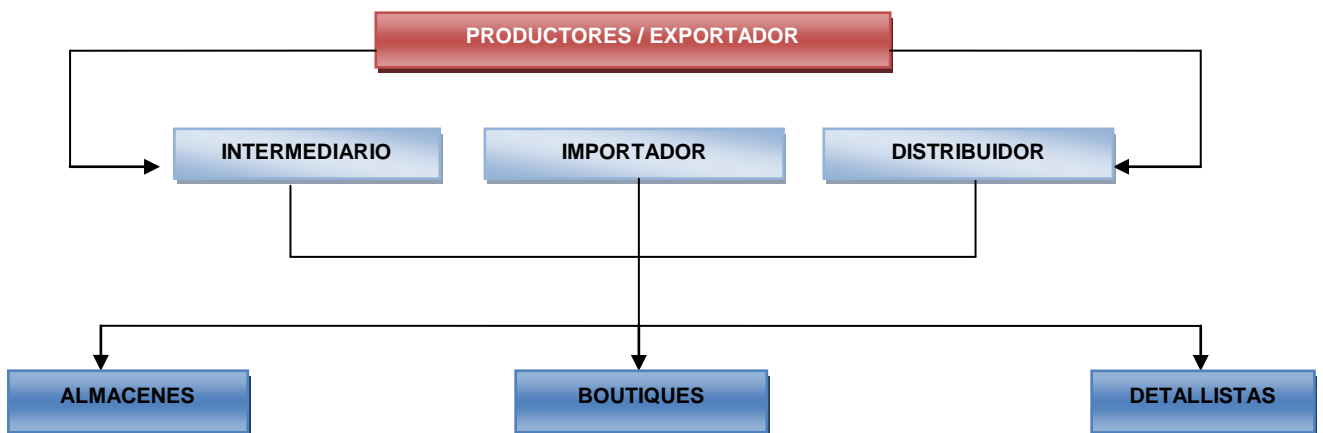 PRODUCTORES / EXPORTADOR
INTERMEDIARIO
IMPORTADOR
DISTRIBUIDOR
ALMACENES
BOUTIQUES
DETALLISTAS